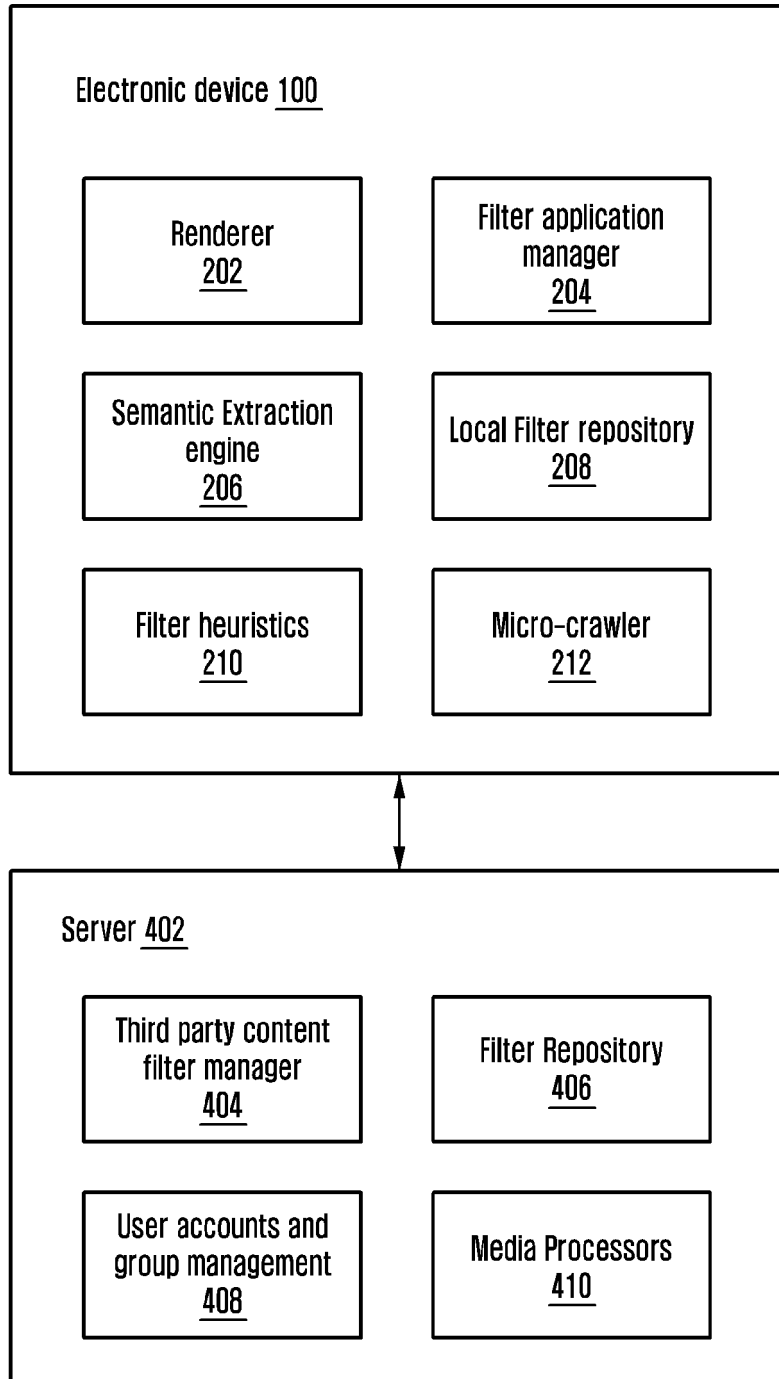 Electronic device 100
Renderer
202
Filter application
manager
204
Semantic Extraction
engine
206
Local Filter repository
208
Filter heuristics
210
Micro-crawler
212
Server 402
Third party content
filter manager
404
Filter Repository
406
User accounts and
group management
408
Media Processors
410